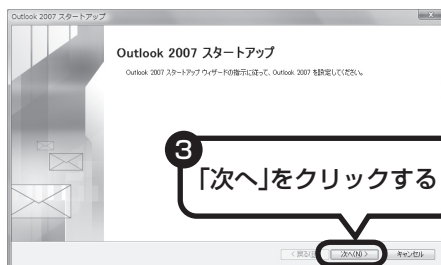 Outlook 2007 スタートアップ
Outlook 2007 スタートアップ
Outlook 2007 スタートアップ ウィザードの指示に従って、Outlook 2007 を設定してください。
3
「次へ」をクリックする
< 戻る(
次へ(N) >
キャンセル